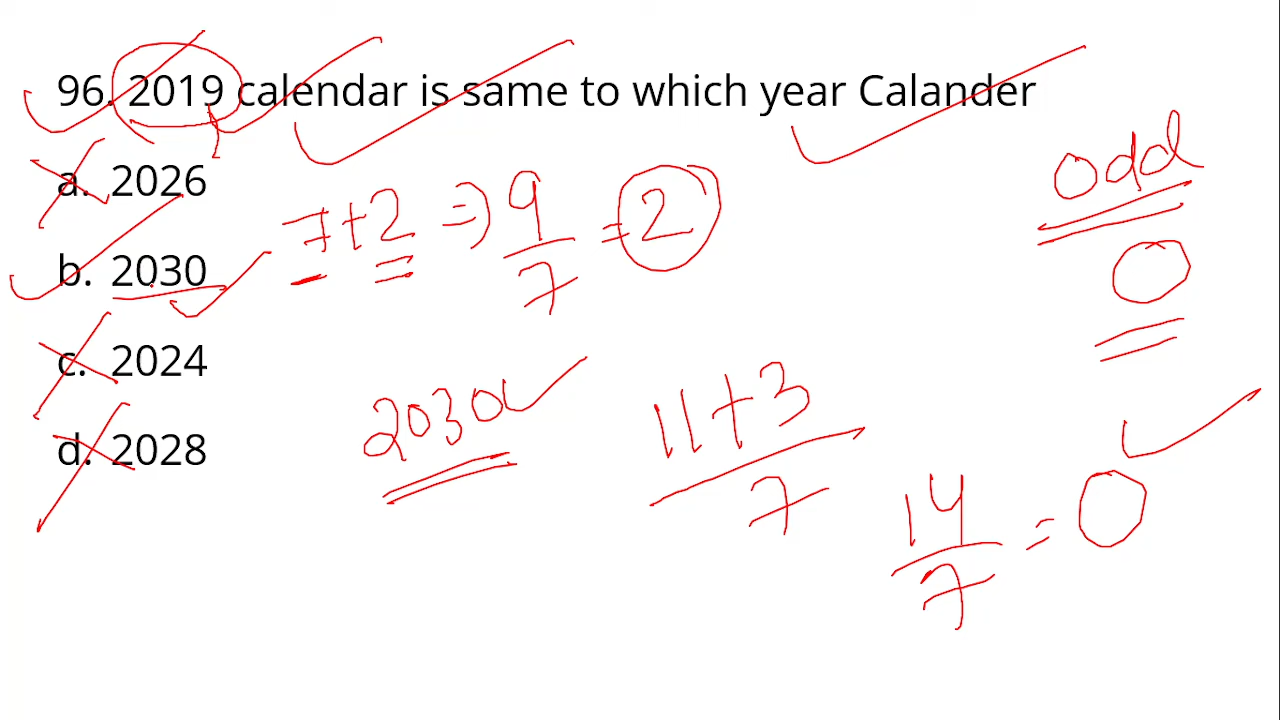 96. 2019 calendar is same to which year Calander
odd
a. 2026
7+2 => 9/7 = 2
0
b. 2030
c. 2024
2030
11+3/7
d. 2028
14/7 = 0